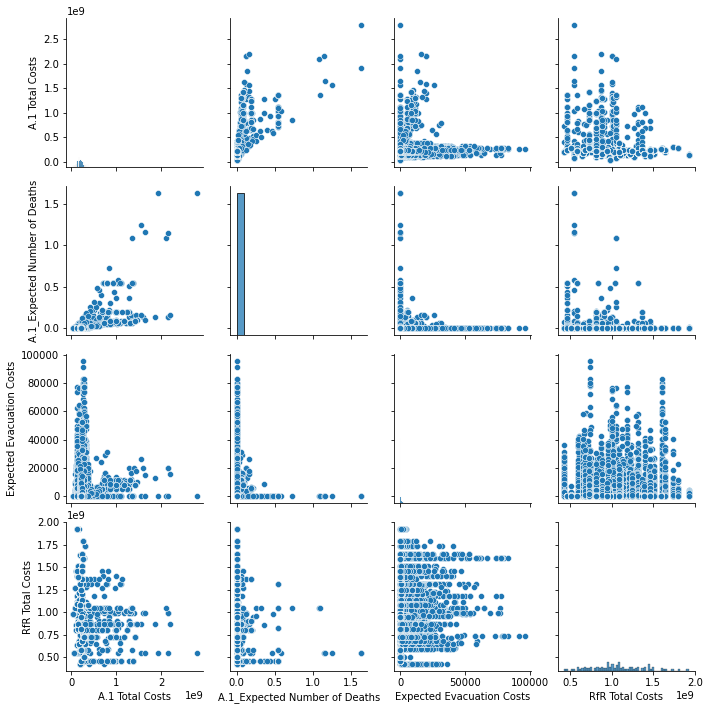 1e9
2.5
2.0
1.5
1.0
0.5
0.0
A.1 Total Costs
1.5
1.0
0.5
0.0
A.1_Expected Number of Deaths
100000
80000
60000
40000
20000
0
Expected Evacuation Costs
1e9
2.00
1.75
1.50
1.25
1.00
0.75
0.50
RfR Total Costs
0 1 2
1e9
A.1 Total Costs
0.0 0.5 1.0 1.5
A.1_Expected Number of Deaths
0 50000 100000
Expected Evacuation Costs
0.5 1.0 1.5 2.0
1e9
RfR Total Costs